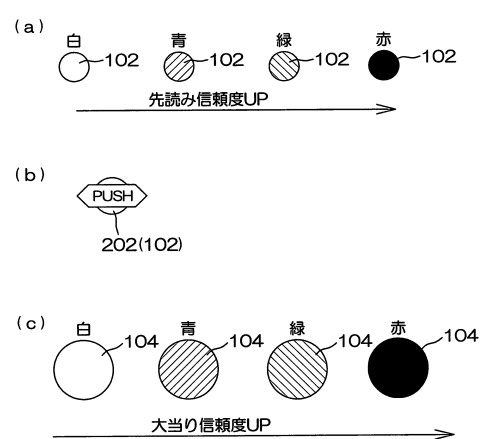 (a)
白 青 緑 赤
102 102 102 102
先読み信頼度UP
(b)
PUSH
202(102)
(c)
白 青 緑 赤
104 104 104 104
大当り信頼度UP